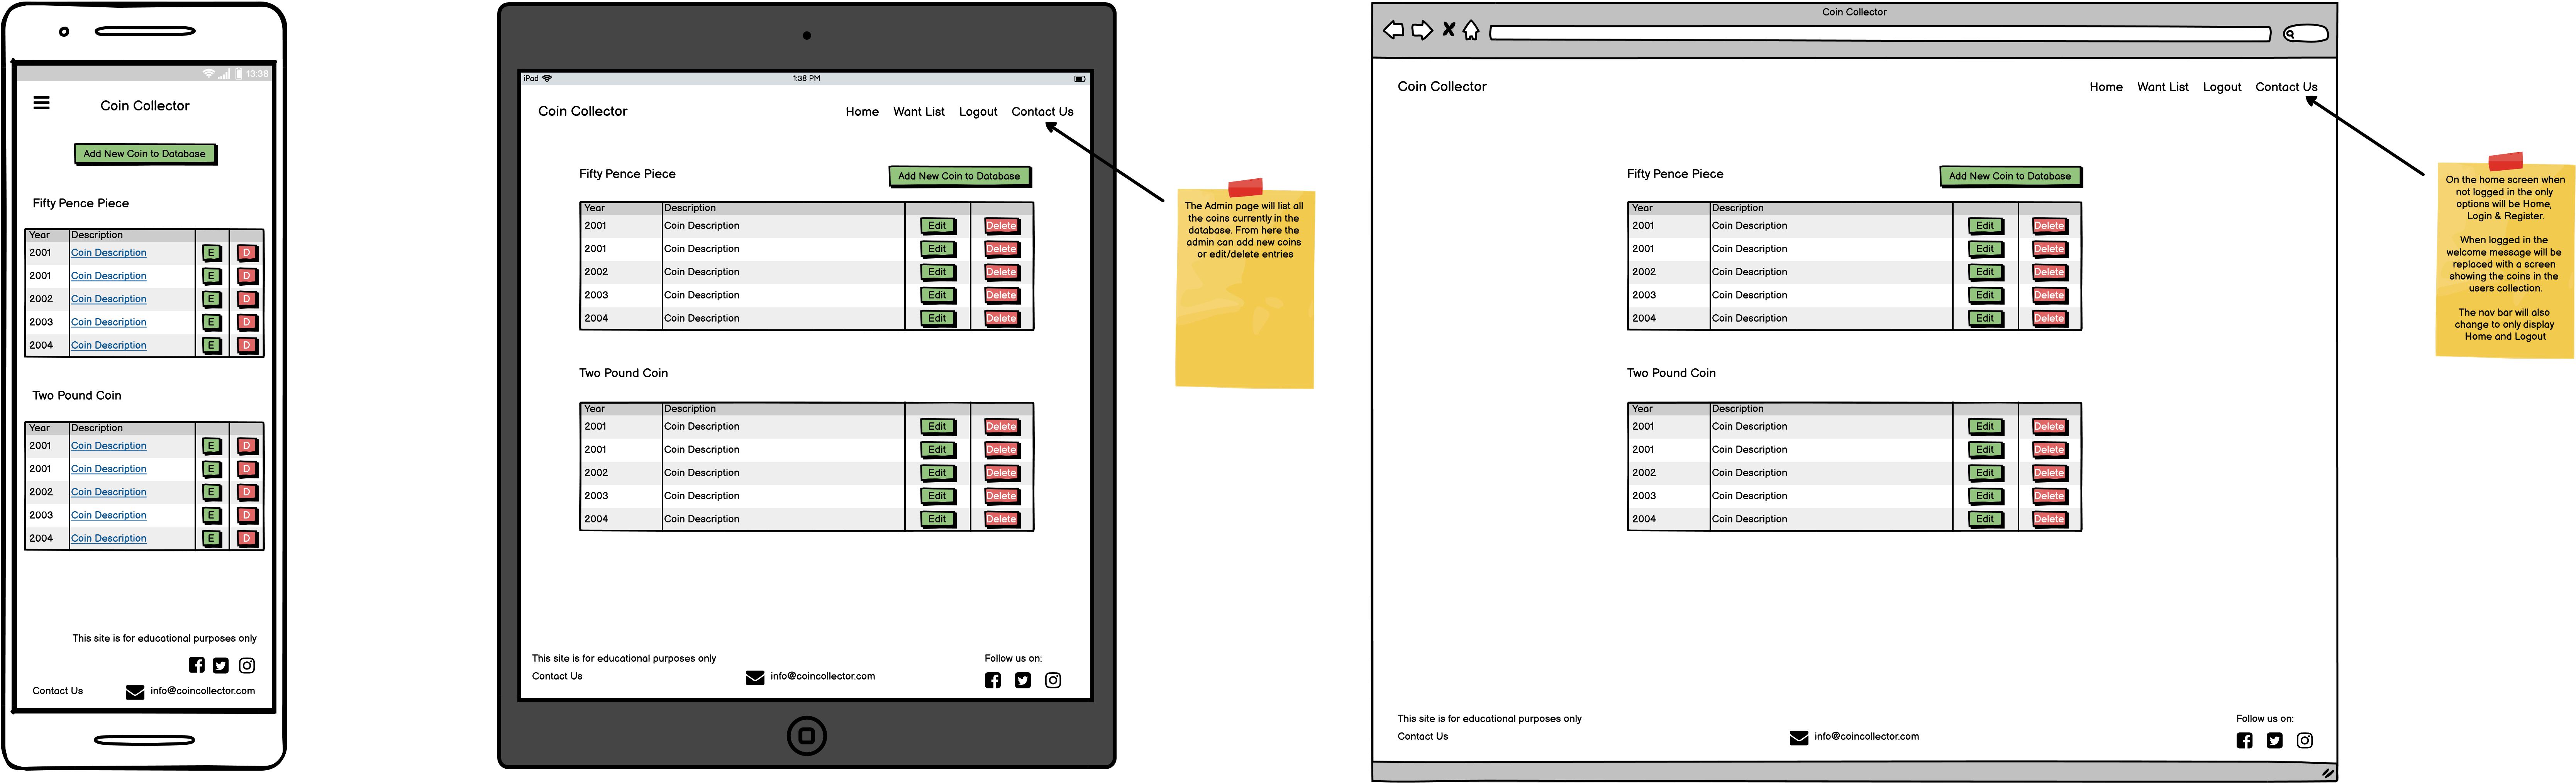 13:38
Coin Collector
Add New Coin to Database
Fifty Pence Piece
Year Description
2001 Coin Description E D
2001 Coin Description E D
2002 Coin Description E D
2003 Coin Description E D
2004 Coin Description E D
Two Pound Coin
Year Description
2001 Coin Description E D
2001 Coin Description E D
2002 Coin Description E D
2003 Coin Description E D
2004 Coin Description E D
This site is for educational purposes only
Contact Us info@coincollector.com
iPad 1:38 PM
Coin Collector Home Want List Logout Contact Us
Fifty Pence Piece Add New Coin to Database
Year Description
2001 Coin Description Edit Delete
2001 Coin Description Edit Delete
2002 Coin Description Edit Delete
2003 Coin Description Edit Delete
2004 Coin Description Edit Delete
Two Pound Coin
Year Description
2001 Coin Description Edit Delete
2001 Coin Description Edit Delete
2002 Coin Description Edit Delete
2003 Coin Description Edit Delete
2004 Coin Description Edit Delete
This site is for educational purposes only Follow us on:
Contact Us info@coincollector.com
The Admin page will list all
the coins currently in the
database. From here the
admin can add new coins
or edit/delete entries
Coin Collector
Coin Collector Home Want List Logout Contact Us
Fifty Pence Piece Add New Coin to Database
Year Description
2001 Coin Description Edit Delete
2001 Coin Description Edit Delete
2002 Coin Description Edit Delete
2003 Coin Description Edit Delete
2004 Coin Description Edit Delete
Two Pound Coin
Year Description
2001 Coin Description Edit Delete
2001 Coin Description Edit Delete
2002 Coin Description Edit Delete
2003 Coin Description Edit Delete
2004 Coin Description Edit Delete
This site is for educational purposes only Follow us on:
Contact Us info@coincollector.com
On the home screen when
not logged in the only
options will be Home,
Login & Register.
When logged in the
welcome message will be
replaced with a screen
showing the coins in the
users collection.
The nav bar will also
change to only display
Home and Logout